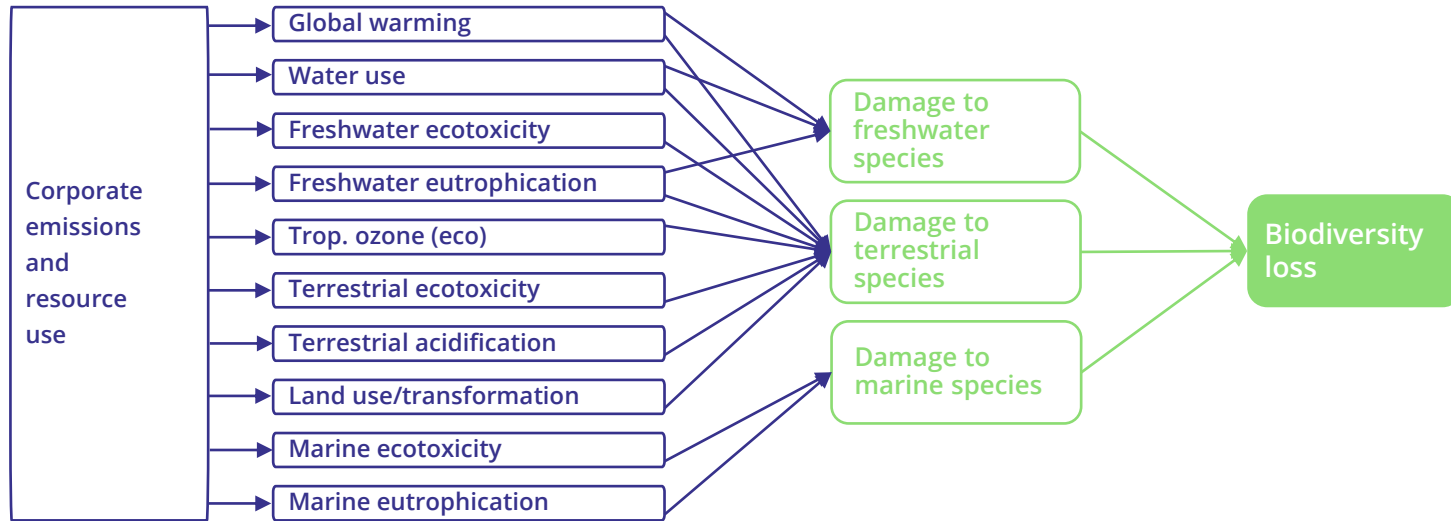 Corporate
emissions
and
resource
use
Global warming
Water use
Freshwater ecotoxicity
Freshwater eutrophication
Trop. ozone (eco)
Terrestrial ecotoxicity
Terrestrial acidification
Land use/transformation
Marine ecotoxicity
Marine eutrophication
Damage to
freshwater
species
Damage to
terrestrial
species
Damage to
marine species
Biodiversity
loss